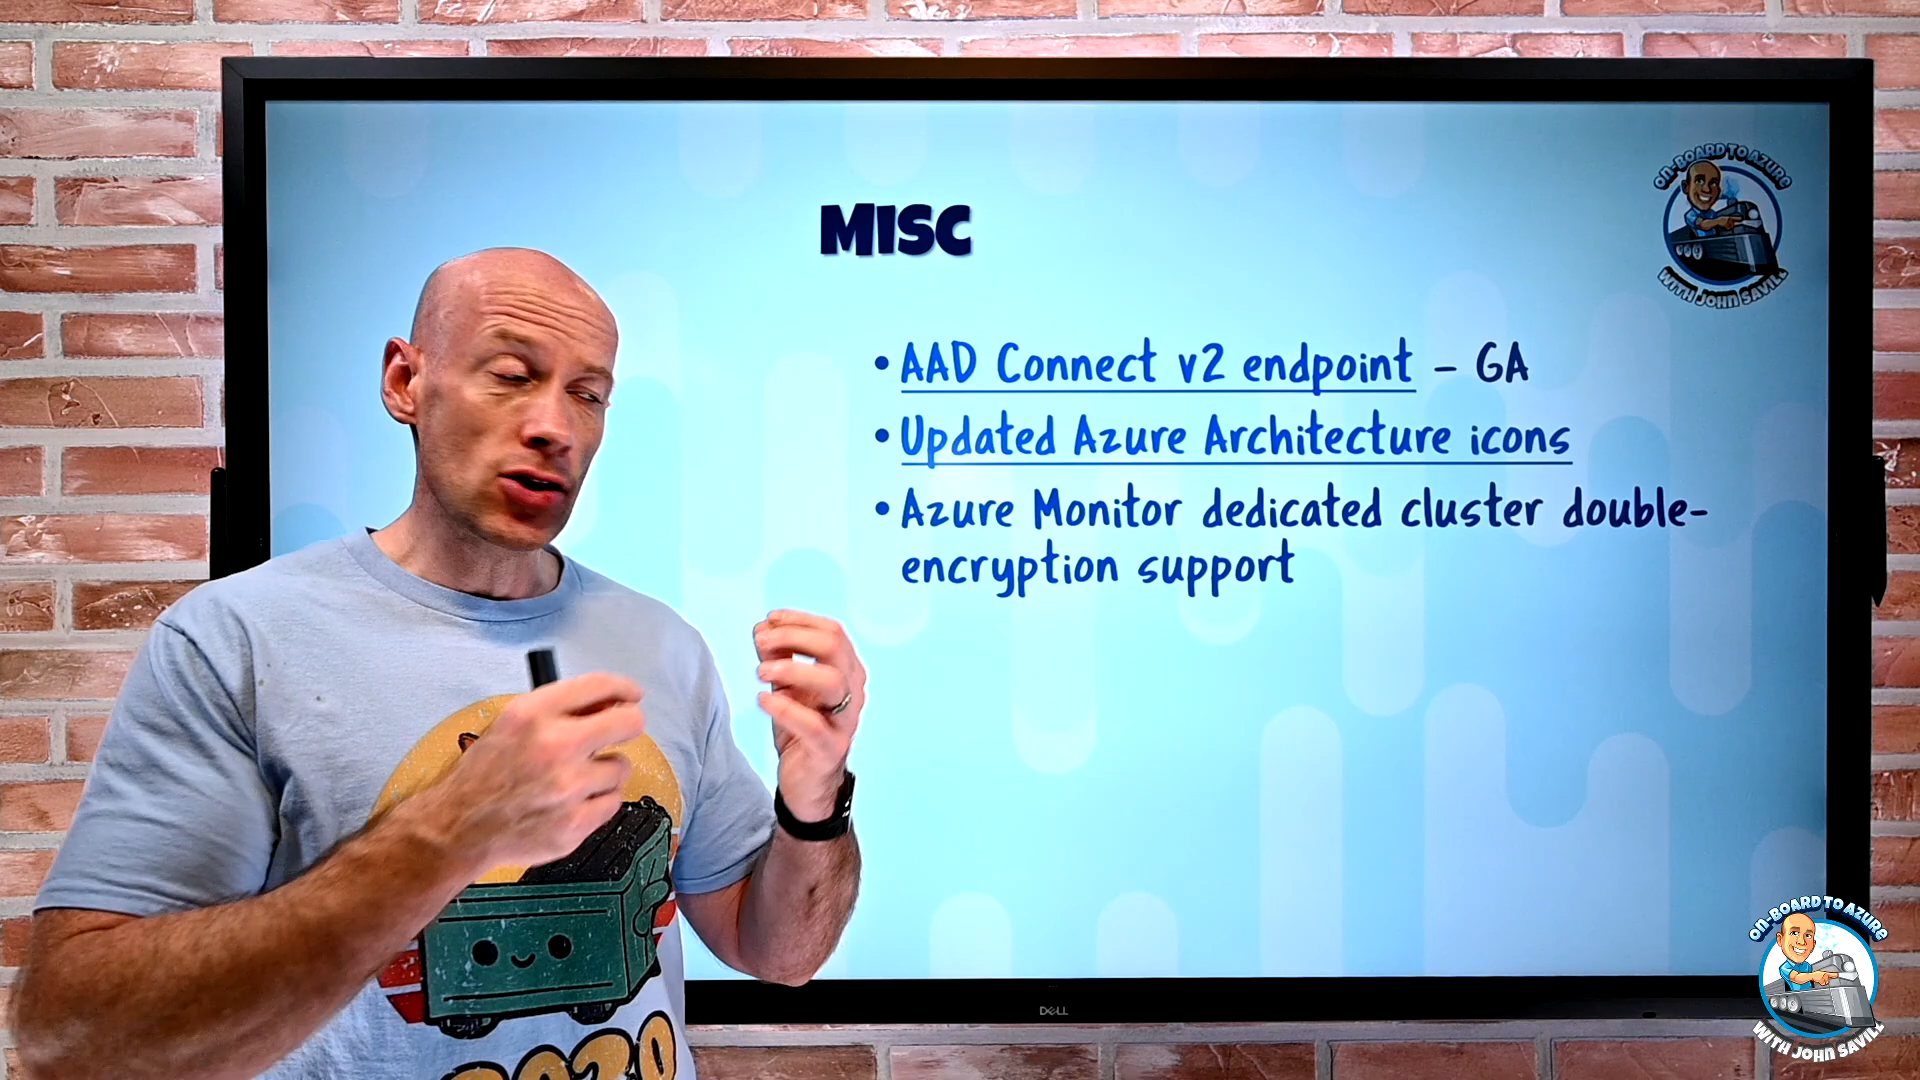 MISC
ON-BOARD TO AZURE
WITH JOHN SAVILL
• AAD Connect v2 endpoint – GA
• Updated Azure Architecture icons
• Azure Monitor dedicated cluster double-
encryption support
2020
DELL
ON-BOARD TO AZURE
WITH JOHN SAVILL